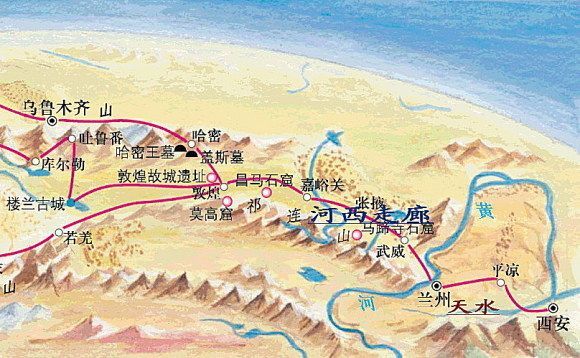 乌鲁木齐
山
吐鲁番
哈密
哈密王墓
盖斯墓
库尔勒
敦煌故城遗址
昌马石窟
敦煌
嘉峪关
楼兰古城
莫高窟
祁
连
山
张掖
河西走廊
黄
马蹄寺石窟
若羌
武威
平凉
山
兰州
河
天水
西安